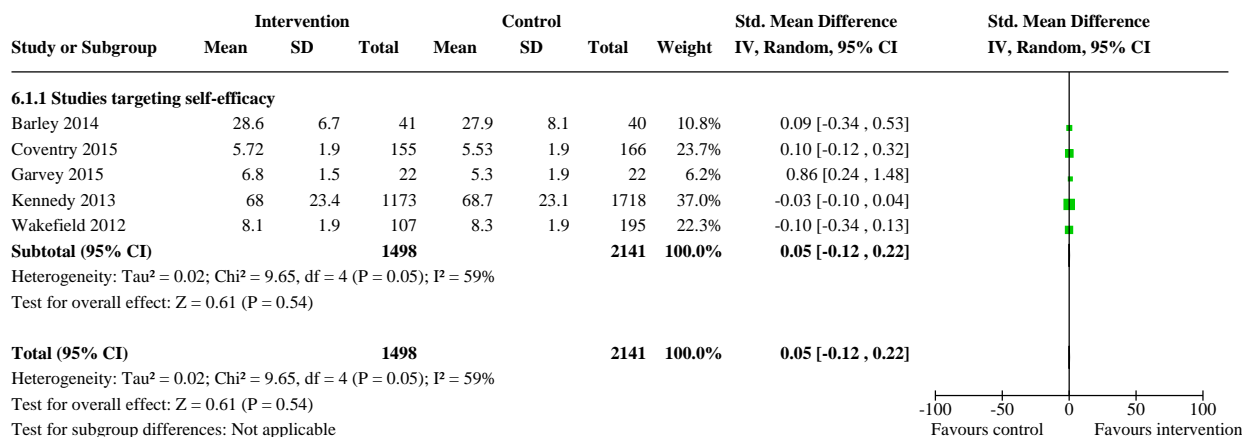 Intervention Control Std. Mean Difference Std. Mean Difference
Study or Subgroup Mean SD Total Mean SD Total Weight IV, Random, 95% CI IV, Random, 95% CI
6.1.1 Studies targeting self-efficacy
Barley 2014 28.6 6.7 41 27.9 8.1 40 10.8% 0.09 [-0.34 , 0.53]
Coventry 2015 5.72 1.9 155 5.53 1.9 166 23.7% 0.10 [-0.12 , 0.32]
Garvey 2015 6.8 1.5 22 5.3 1.9 22 6.2% 0.86 [0.24 , 1.48]
Kennedy 2013 68 23.4 1173 68.7 23.1 1718 37.0% -0.03 [-0.10 , 0.04]
Wakefield 2012 8.1 1.9 107 8.3 1.9 195 22.3% -0.10 [-0.34 , 0.13]
Subtotal (95% CI) 1498 2141 100.0% 0.05 [-0.12 , 0.22]
Heterogeneity: Tau² = 0.02; Chi² = 9.65, df = 4 (P = 0.05); I² = 59%
Test for overall effect: Z = 0.61 (P = 0.54)
Total (95% CI) 1498 2141 100.0% 0.05 [-0.12 , 0.22]
Heterogeneity: Tau² = 0.02; Chi² = 9.65, df = 4 (P = 0.05); I² = 59%
Test for overall effect: Z = 0.61 (P = 0.54) -100 -50 0 50 100
Test for subgroup differences: Not applicable Favours control Favours intervention